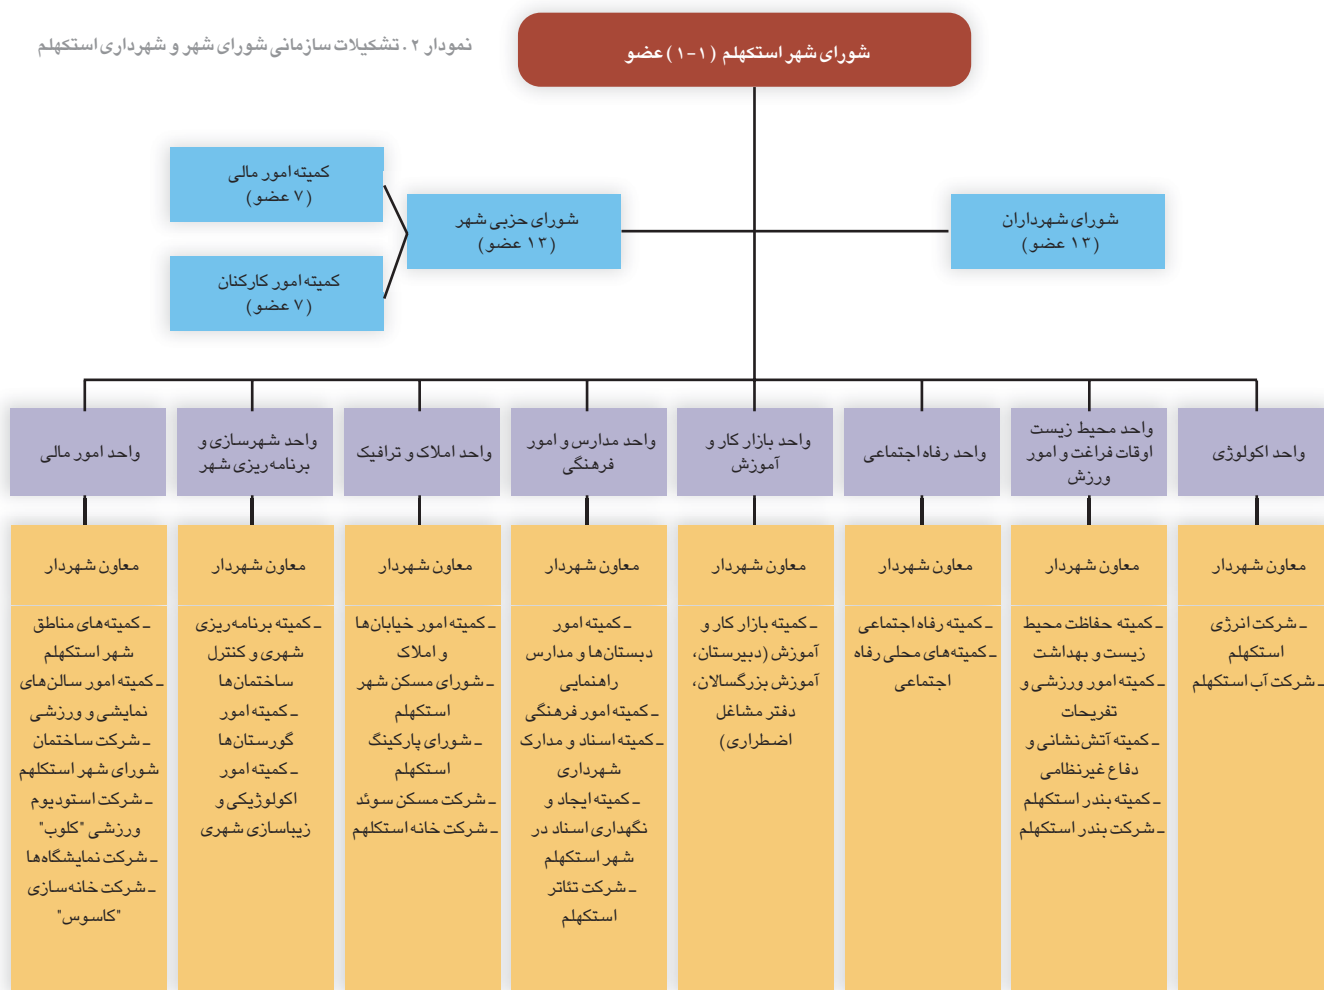 نمودار ۲ . تشکیلات سازمانی شورای شهر و شهرداری استکهلم
شورای شهر استکهلم (۱-۱) عضو
شورای شهرداران
(۱۳ عضو)
شورای حزبی شهر
(۱۳ عضو)
کمیته امور مالی
(۷ عضو)
کمیته امور کارکنان
(۷ عضو)
واحد اکولوژی
معاون شهردار
ـ شرکت انرژی
استکهلم
ـ شرکت آب استکهلم
واحد محیط زیست
اوقات فراغت و امور
ورزش
معاون شهردار
ـ کمیته حفاظت محیط
زیست و بهداشت
ـ کمیته امور ورزشی و
تفریحات
ـ کمیته آتش‌نشانی و
دفاع غیرنظامی
ـ کمیته بندر استکهلم
ـ شرکت بندر استکهلم
واحد رفاه اجتماعی
معاون شهردار
ـ کمیته رفاه اجتماعی
ـ کمیته‌های محلی رفاه
اجتماعی
واحد بازار کار و
آموزش
معاون شهردار
ـ کمیته بازار کار و
آموزش (دبیرستان،
آموزش بزرگسالان،
دفتر مشاغل
اضطراری)
واحد مدارس و امور
فرهنگی
معاون شهردار
ـ کمیته امور
دبستان‌ها و مدارس
راهنمایی
ـ کمیته امور فرهنگی
ـ کمیته اسناد و مدارک
شهرداری
ـ کمیته ایجاد و
نگهداری اسناد در
شهر استکهلم
ـ شرکت تئاتر
استکهلم
واحد املاک و ترافیک
معاون شهردار
ـ کمیته امور خیابان‌ها
و املاک
ـ شورای مسکن شهر
استکهلم
ـ شورای پارکینگ
استکهلم
ـ شرکت مسکن سوئد
ـ شرکت خانه استکلهم
واحد شهرسازی و
برنامه‌ریزی شهر
معاون شهردار
ـ کمیته برنامه‌ریزی
شهری و کنترل
ساختمان‌ها
ـ کمیته امور
گورستان‌ها
ـ کمیته امور
اکولوژیکی و
زیباسازی شهری
واحد امور مالی
معاون شهردار
ـ کمیته‌های مناطق
شهر استکهلم
ـ کمیته امور سالن‌های
نمایشی و ورزشی
ـ شرکت ساختمان
شورای شهر استکلهم
ـ شرکت استودیوم
ورزشی "کلوب"
ـ شرکت نمایشگاه‌ها
ـ شرکت خانه‌سازی
"کاسوس"